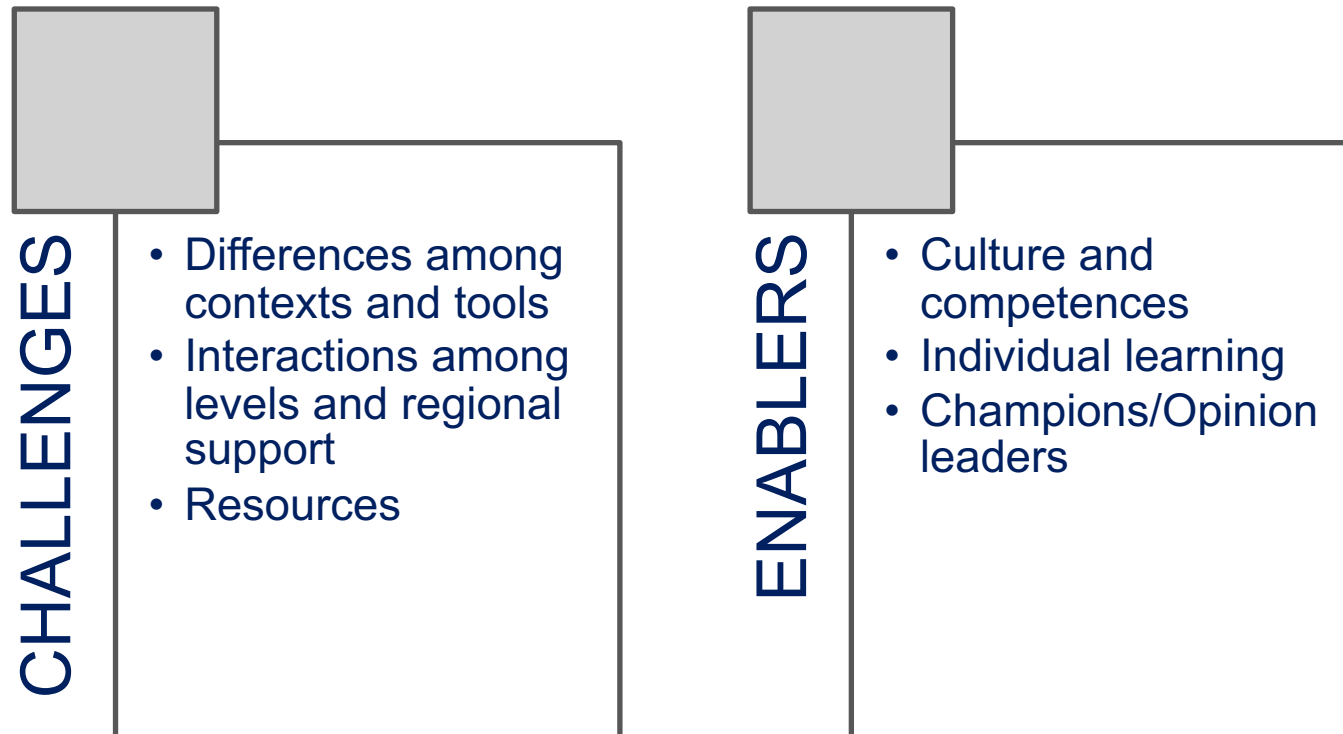 CHALLENGES
• Differences among
contexts and tools
• Interactions among
levels and regional
support
• Resources
ENABLERS
• Culture and
competences
• Individual learning
• Champions/Opinion
leaders